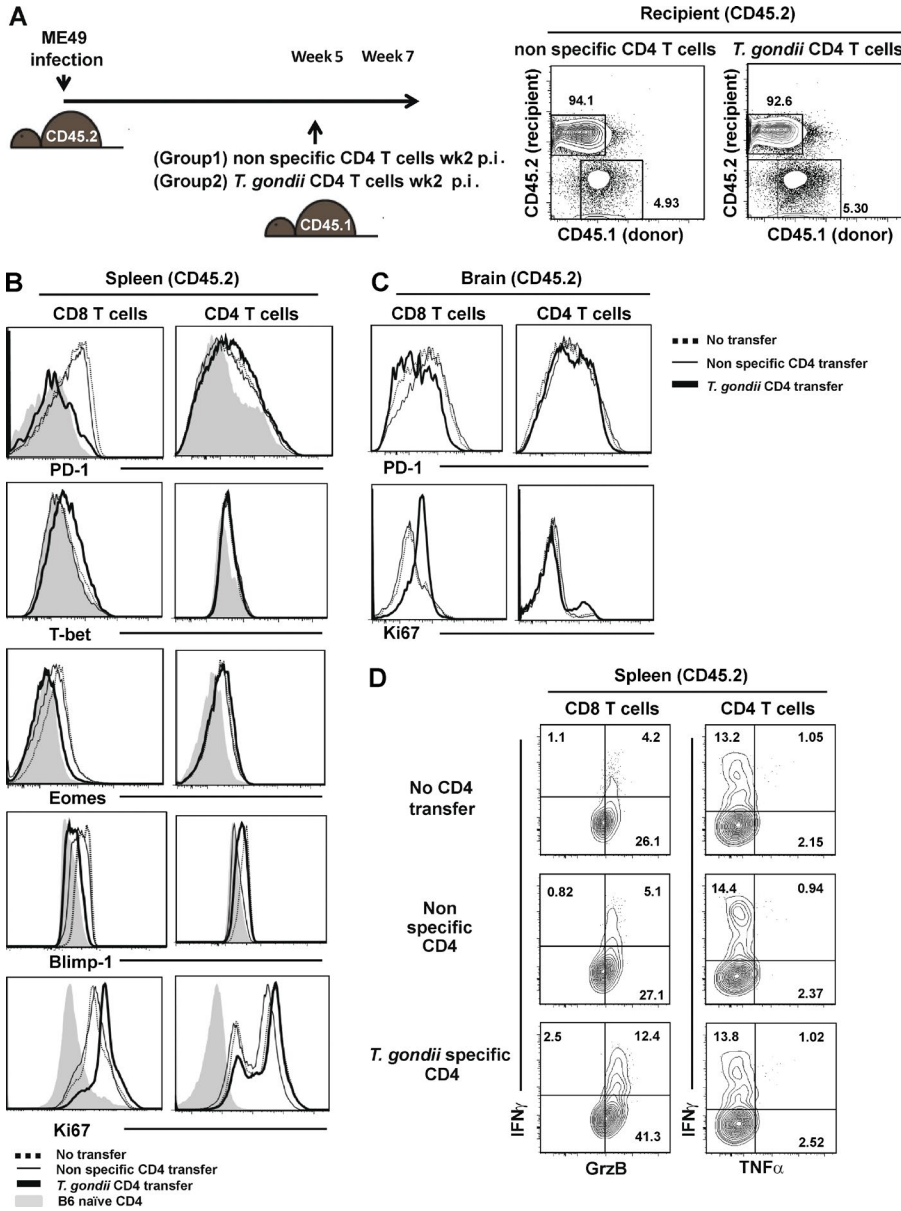 A
ME49
infection
Week 5 Week 7
CD45.2
(Group1) non specific CD4 T cells wk2 p.i.
(Group2) T. gondii CD4 T cells wk2 p.i.
CD45.1
Recipient (CD45.2)
non specific CD4 T cells T. gondii CD4 T cells
CD45.2 (recipient)
94.1
4.93
CD45.1 (donor)
CD45.2 (recipient)
92.6
5.30
CD45.1 (donor)
B
Spleen (CD45.2)
CD8 T cells CD4 T cells
PD-1
T-bet
Eomes
Blimp-1
Ki67
No transfer
Non specific CD4 transfer
T. gondii CD4 transfer
B6 naïve CD4
C
Brain (CD45.2)
CD8 T cells CD4 T cells
PD-1
Ki67
No transfer
Non specific CD4 transfer
T. gondii CD4 transfer
D
Spleen (CD45.2)
CD8 T cells CD4 T cells
No CD4
transfer
1.1 4.2
26.1
13.2 1.05
2.15
Non
specific
CD4
0.82 5.1
27.1
14.4 0.94
2.37
T. gondii specific
CD4
2.5 12.4
41.3
13.8 1.02
2.52
IFNγ
GrzB
IFNγ
TNFα